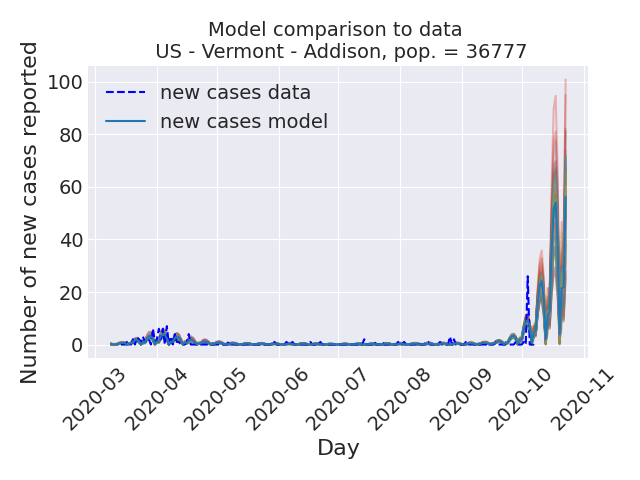 Model comparison to data
US - Vermont - Addison, pop. = 36777
Number of new cases reported
100
80
60
40
20
0
new cases data
new cases model
2020-03
2020-04
2020-05
2020-06
2020-07
2020-08
2020-09
2020-10
2020-11
Day